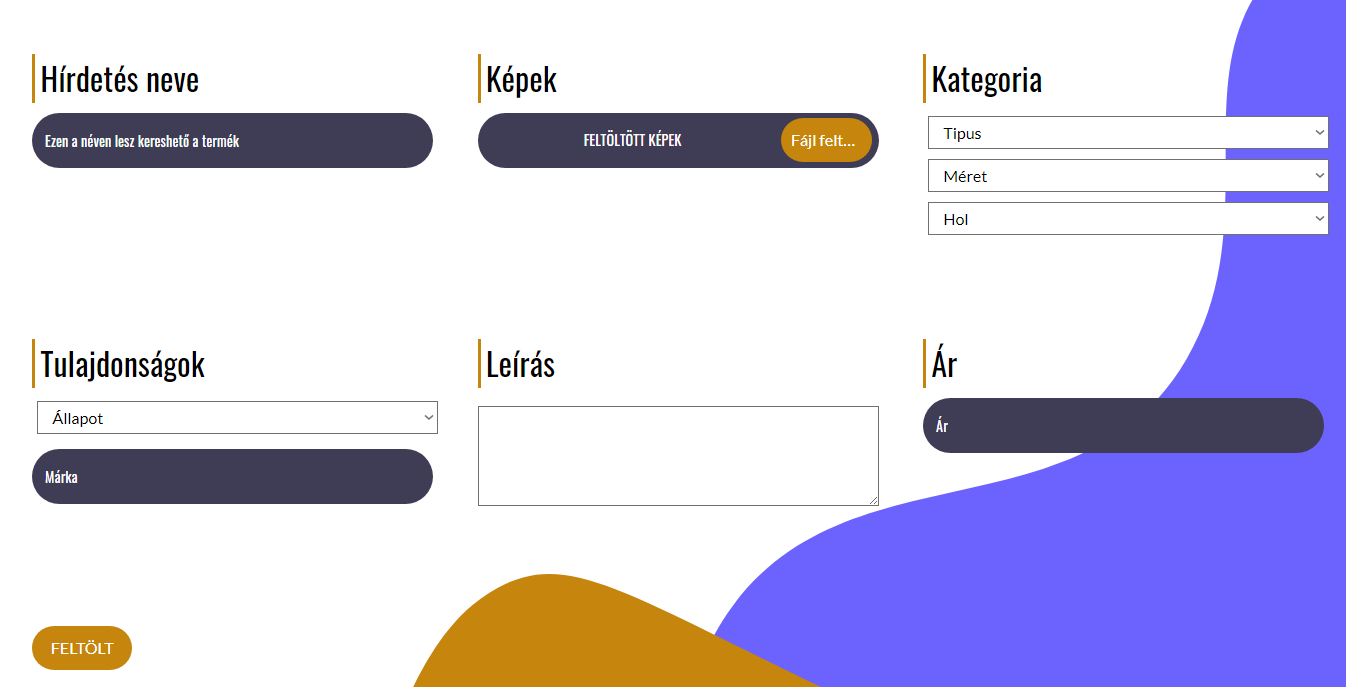 Hírdetés neve
Ezen a néven lesz kereshető a termék
Képek
FELTÖLTÖTT KÉPEK
Fájl felt...
Kategoria
Tipus
Méret
Hol
Tulajdonságok
Állapot
Márka
Leírás
Ár
Ár
FELTÖLT